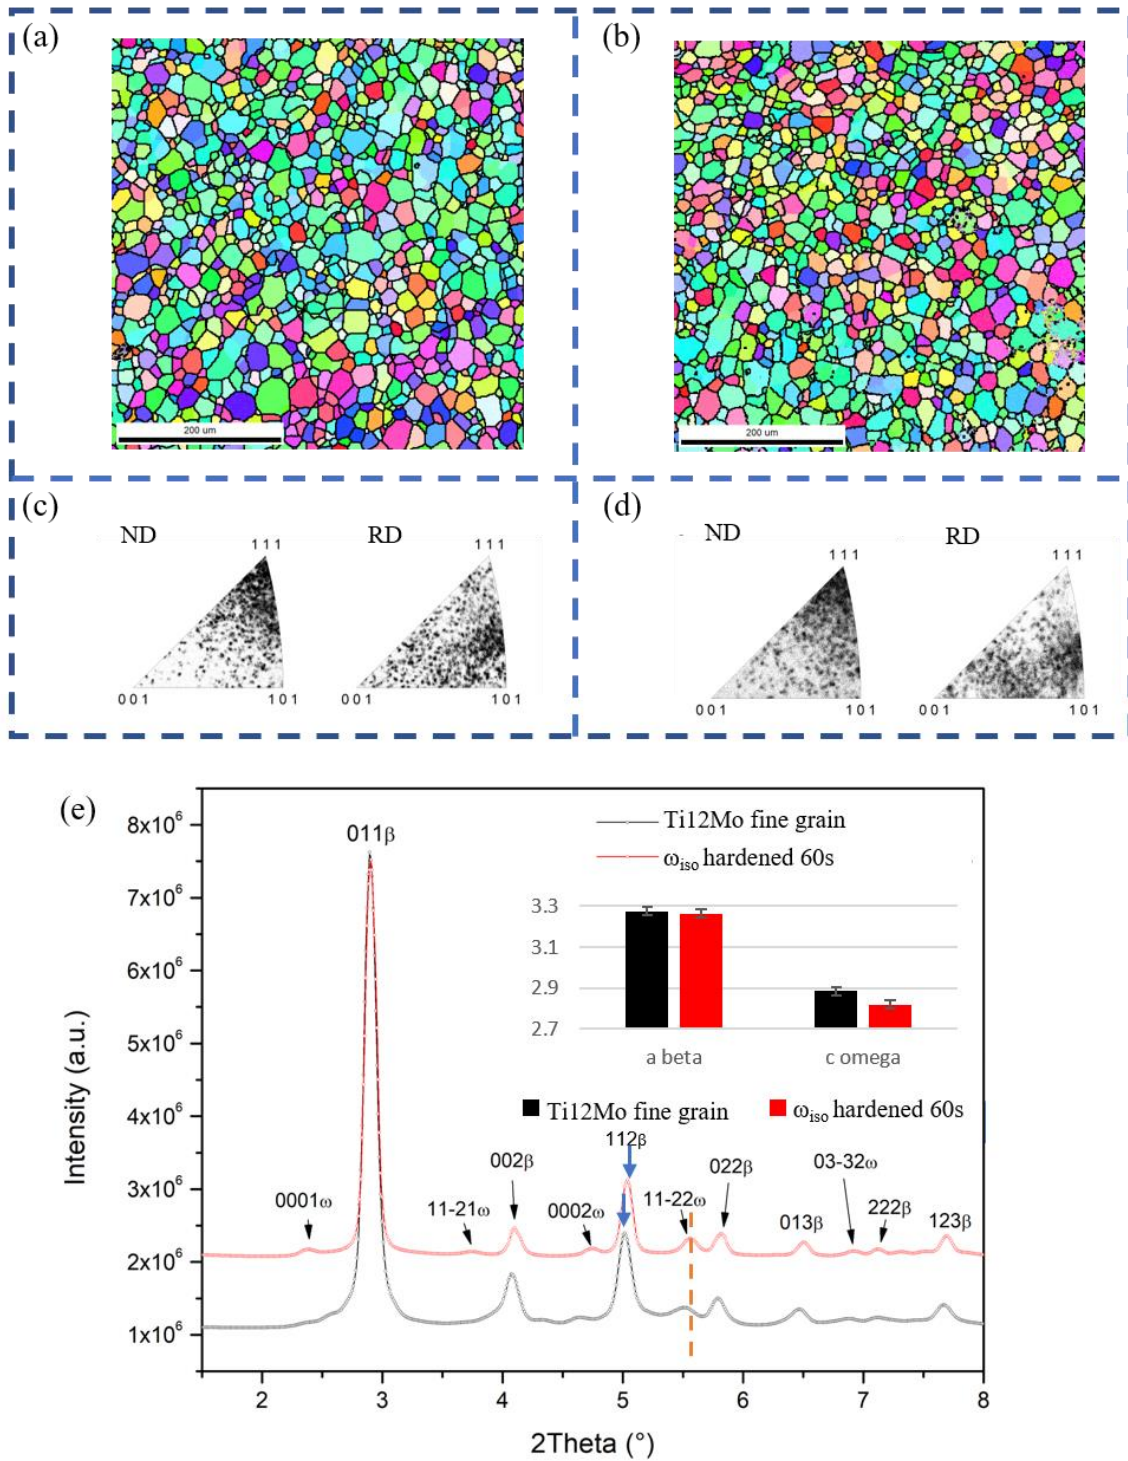 (a)
(b)
200 um
200 um
(c)
(d)
ND
RD
ND
RD
111
111
111
111
001
101
001
101
001
101
001
101
(e)
8x10⁶
7x10⁶
6x10⁶
5x10⁶
4x10⁶
3x10⁶
2x10⁶
1x10⁶
Intensity (a.u.)
011β
Ti12Mo fine grain
ωiso hardened 60s
3.3
3.1
2.9
2.7
a beta
c omega
Ti12Mo fine grain
ωiso hardened 60s
0001ω
11-21ω
002β
0002ω
112β
11-22ω
022β
013β
03-32ω
222β
123β
2
3
4
5
6
7
8
2Theta (°)